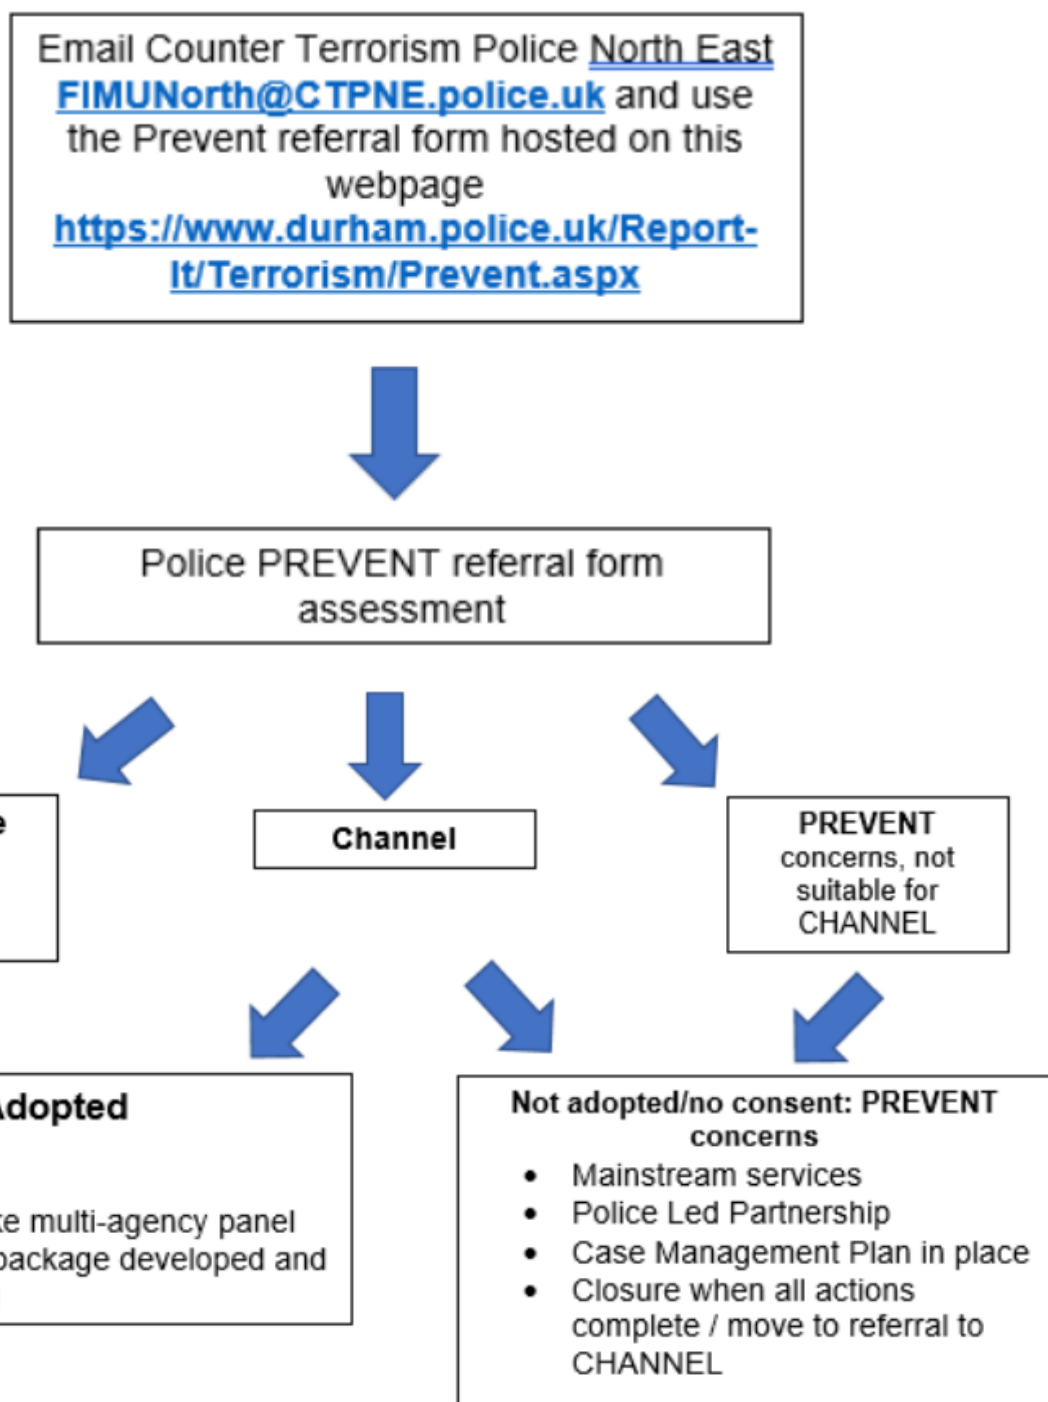 Email Counter Terrorism Police North East
FIMUNorth@CTPNE.police.uk and use
the Prevent referral form hosted on this
webpage
https://www.durham.police.uk/Report-
It/Terrorism/Prevent.aspx
Police PREVENT referral form
assessment
Channel
PREVENT
concerns, not
suitable for
CHANNEL
Adopted
multi-agency panel
package developed and
Not adopted/no consent: PREVENT
concerns
• Mainstream services
• Police Led Partnership
• Case Management Plan in place
• Closure when all actions
complete / move to referral to
CHANNEL